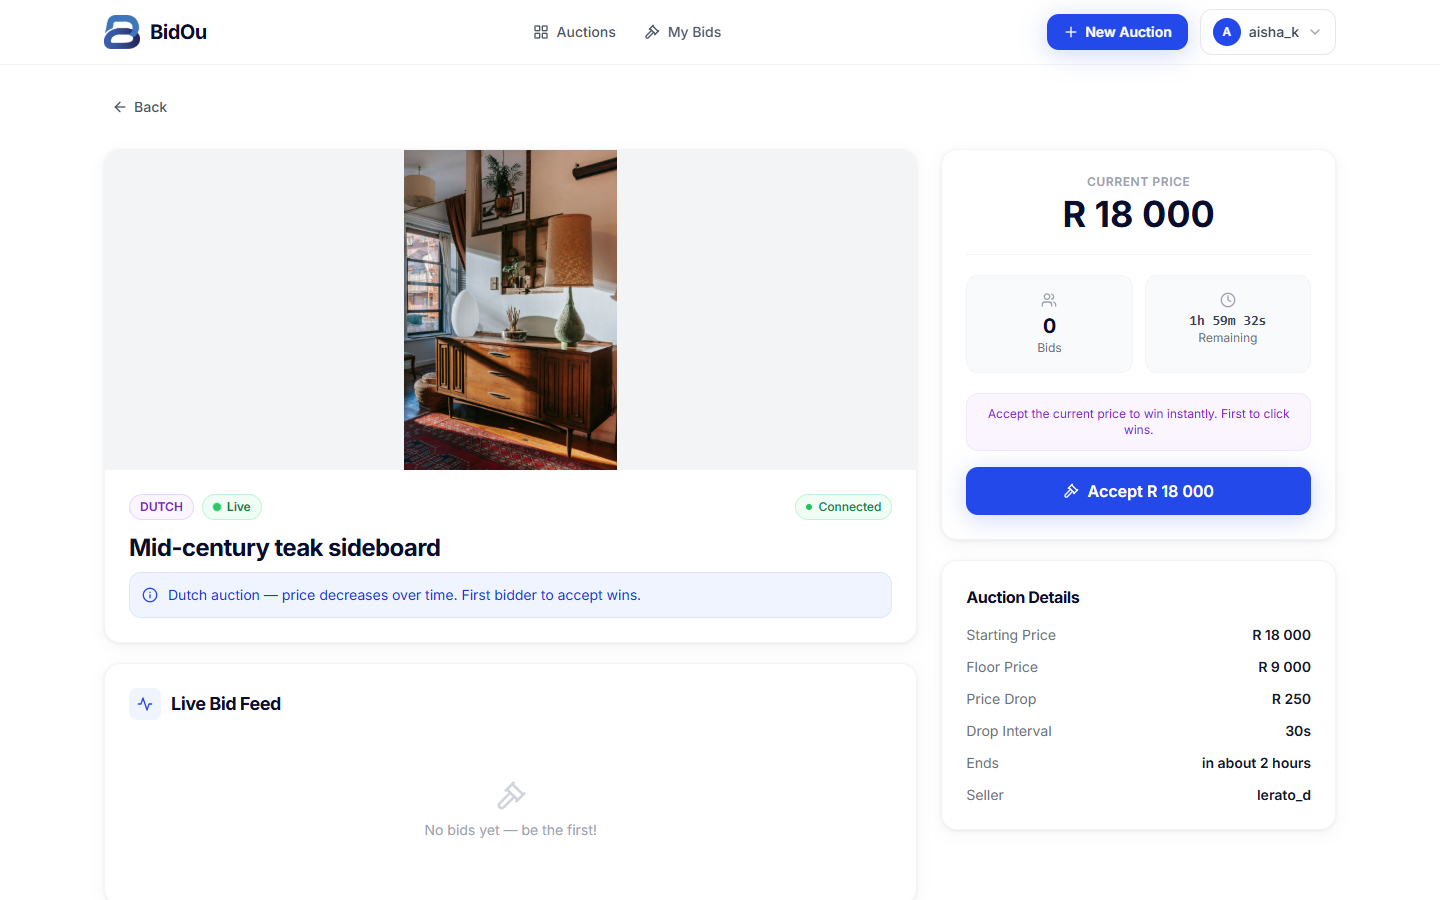 BidOu
Auctions
My Bids
New Auction
A
aisha_k
Back
DUTCH
Live
Connected
Mid-century teak sideboard
Dutch auction — price decreases over time. First bidder to accept wins.
Live Bid Feed
No bids yet — be the first!
CURRENT PRICE
R 18 000
0
Bids
1h 59m 32s
Remaining
Accept the current price to win instantly. First to click
wins.
Accept R 18 000
Auction Details
Starting Price R 18 000
Floor Price R 9 000
Price Drop R 250
Drop Interval 30s
Ends in about 2 hours
Seller lerato_d